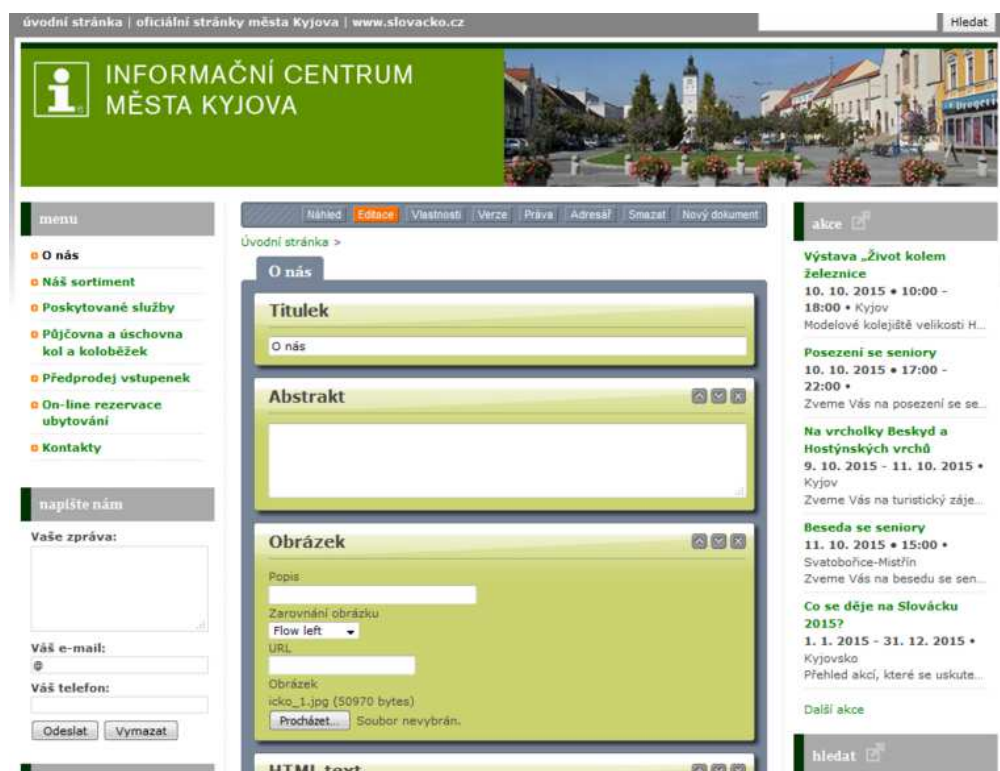 úvodní stránka | oficiální stránky města Kyjova | www.slovacko.cz
Hledat
INFORMAČNÍ CENTRUM
MĚSTA KYJOVA
menu
O nás
Náš sortiment
Poskytované služby
Půjčovna a úschovna
kol a koloběžek
Předprodej vstupenek
On-line rezervace
ubytování
Kontakty
napište nám
Vaše zpráva:
Váš e-mail:
@
Váš telefon:
Odeslat Vymazat
Náhled Editace Vlastnosti Verze Práva Adresář Smazat Nový dokument
Úvodní stránka >
O nás
Titulek
O nás
Abstrakt
Obrázek
Popis
Zarovnání obrázku
Flow left
URL
Obrázek
icko_1.jpg (50970 bytes)
Procházet... Soubor nevybrán.
HTML text
akce
Výstava „Život kolem
železnice
10. 10. 2015 • 10:00 -
18:00 • Kyjov
Modelové kolejiště velikosti H...
Posezení se seniory
10. 10. 2015 • 17:00 -
22:00 •
Zveme Vás na posezení se se...
Na vrcholky Beskyd a
Hostýnských vrchů
9. 10. 2015 - 11. 10. 2015 •
Kyjov
Zveme Vás na turistický záje...
Beseda se seniory
11. 10. 2015 • 15:00 •
Svatobořice-Mistřín
Zveme Vás na besedu se sen...
Co se děje na Slovácku
2015?
1. 1. 2015 - 31. 12. 2015 •
Kyjovsko
Přehled akcí, které se uskute...
Další akce
hledat